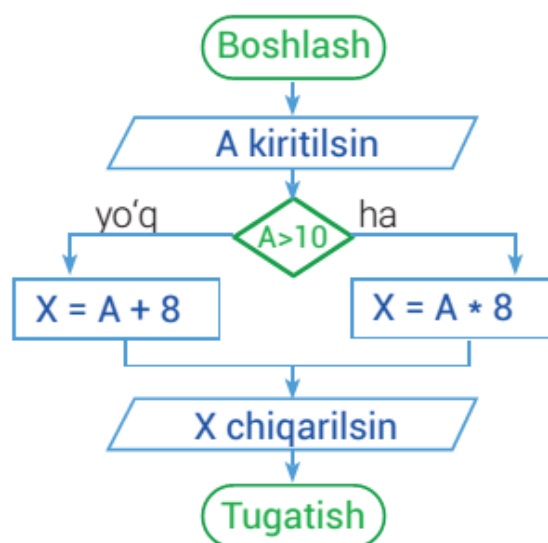 Boshlash
A kiritilsin
yo‘q
ha
A>10
X = A + 8
X = A * 8
X chiqarilsin
Tugatish